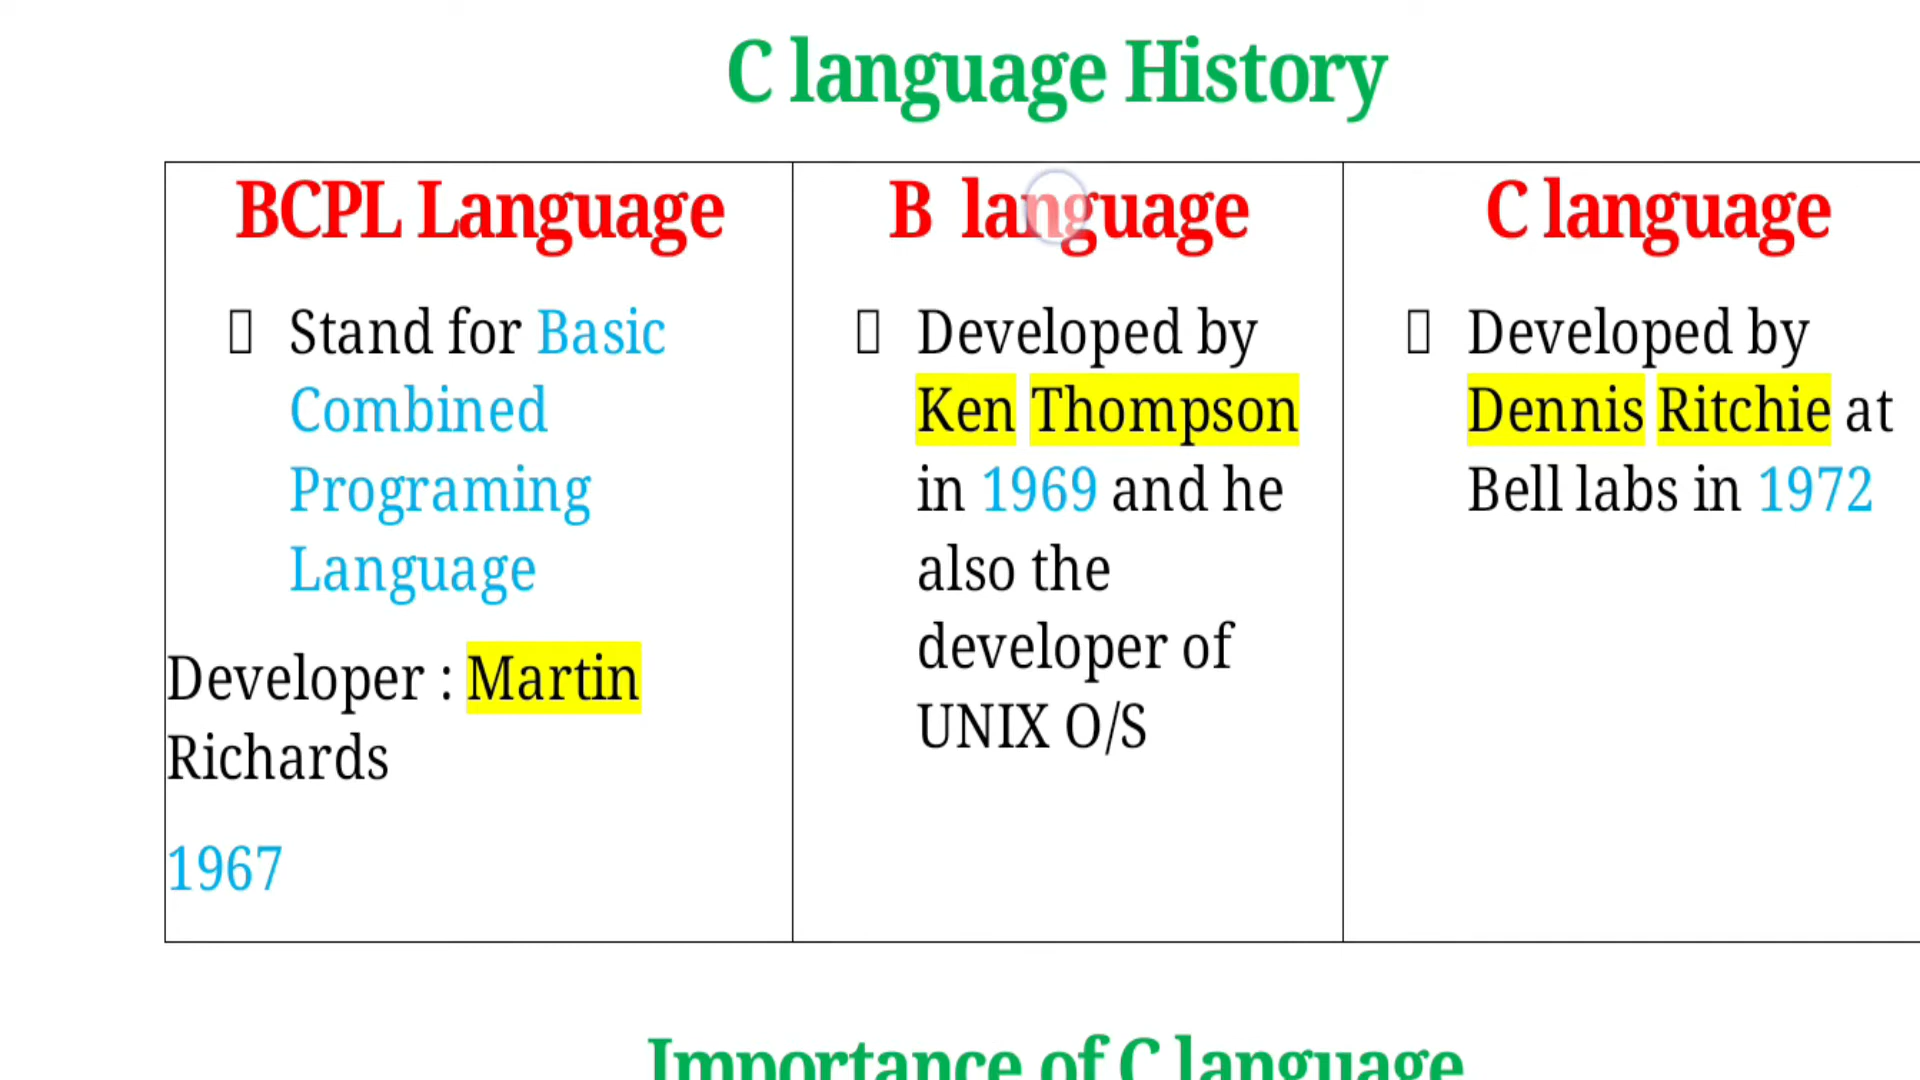 C language History
BCPL Language
Stand for Basic
Combined
Programing
Language
Developer : Martin
Richards
1967
B language
Developed by
Ken Thompson
in 1969 and he
also the
developer of
UNIX O/S
C language
Developed by
Dennis Ritchie at
Bell labs in 1972
Importance of C language